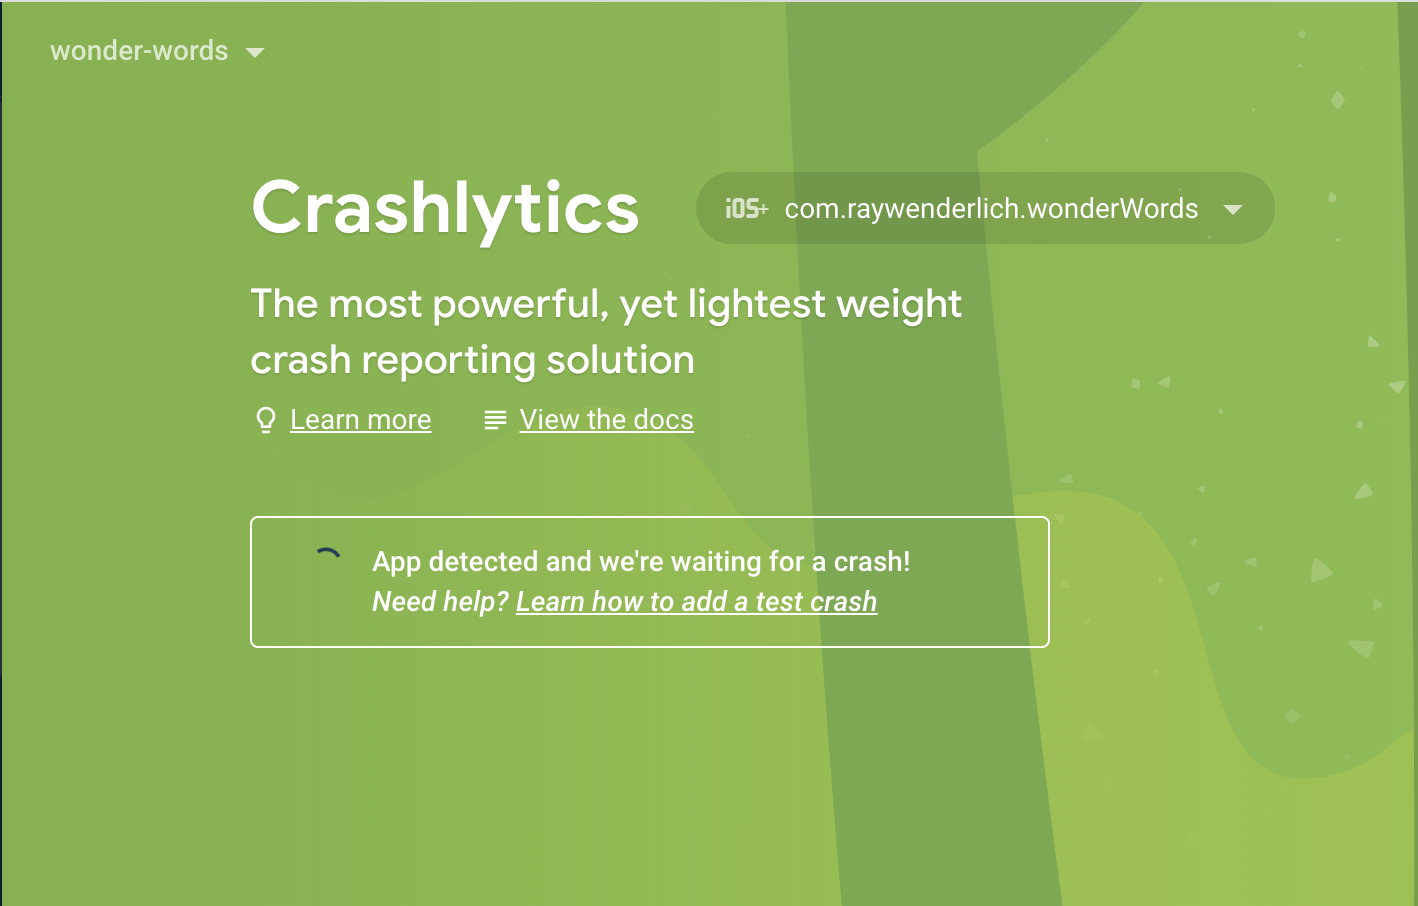 wonder-words
Crashlytics
iOS+ com.raywenderlich.wonderWords
The most powerful, yet lightest weight
crash reporting solution
Learn more View the docs
App detected and we're waiting for a crash!
Need help? Learn how to add a test crash